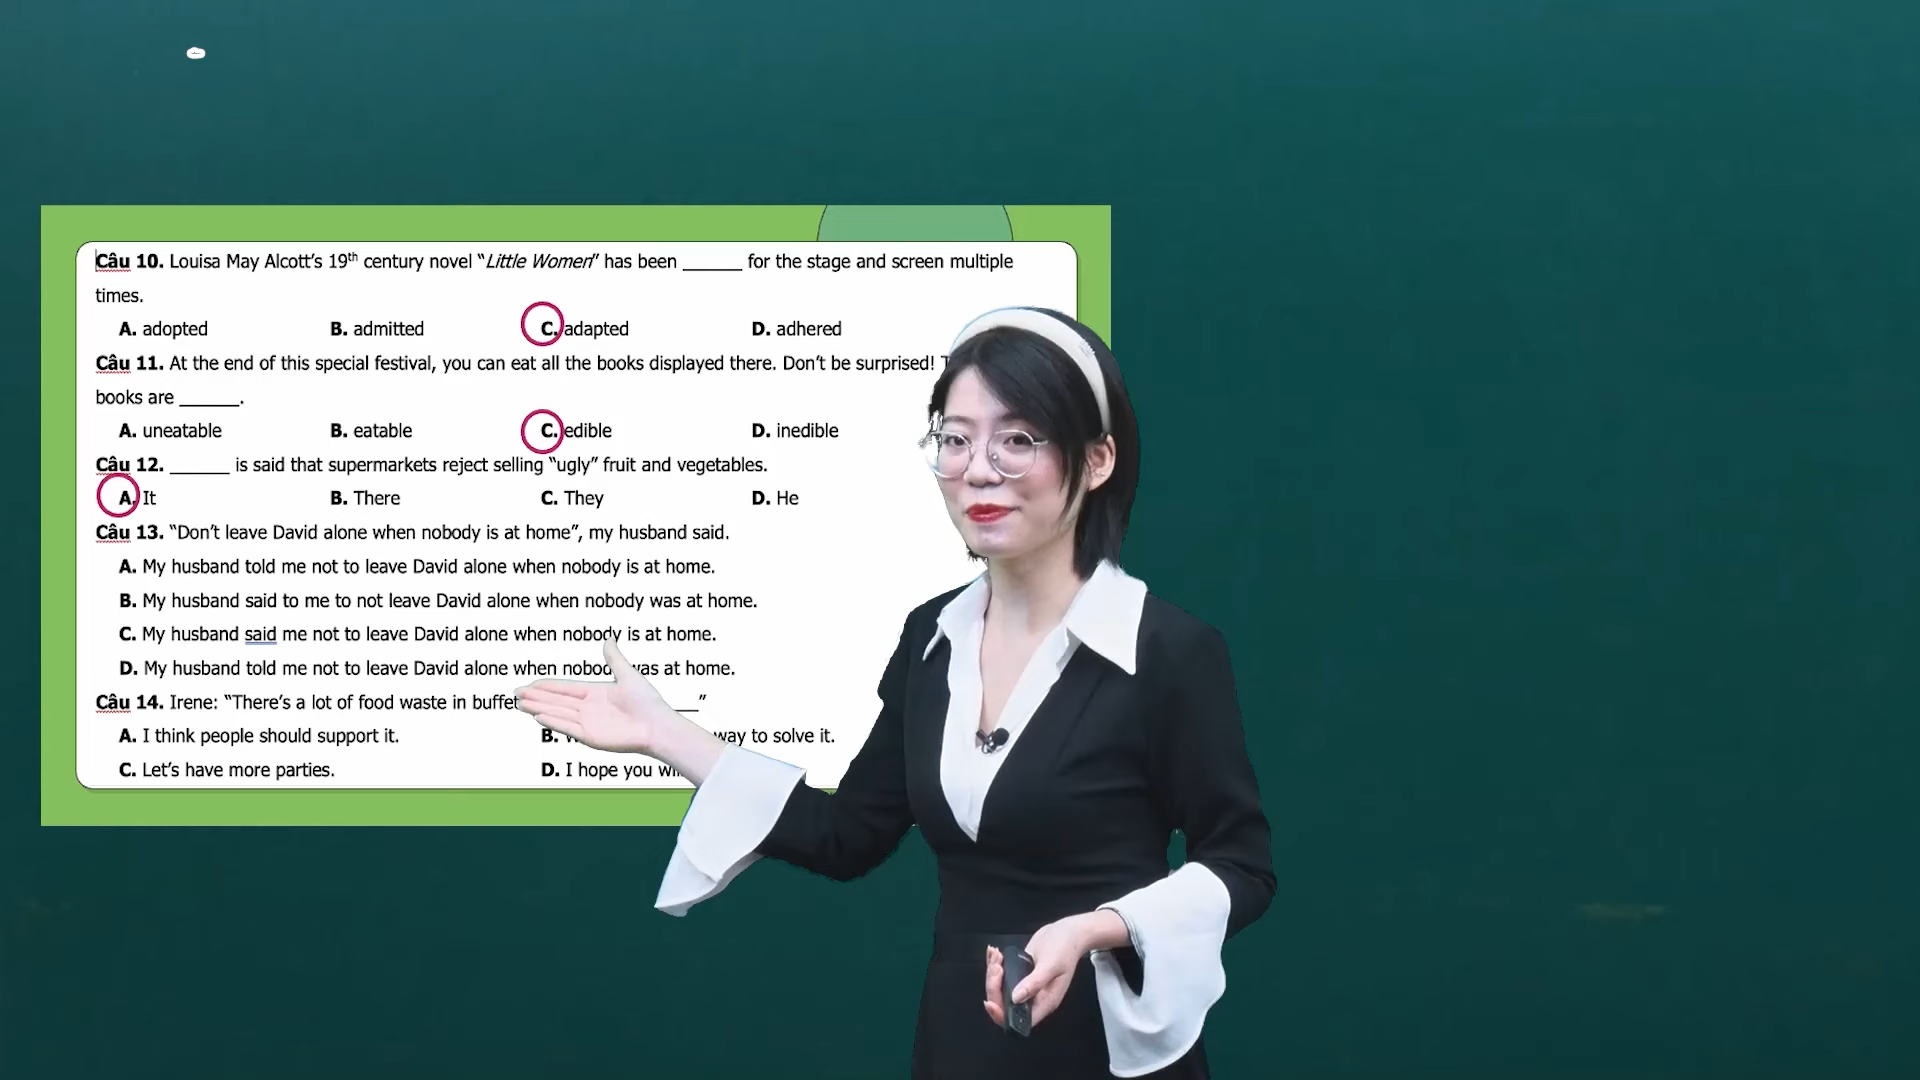 Câu 10. Louisa May Alcott’s 19th century novel “Little Women” has been ______ for the stage and screen multiple
times.
A. adopted B. admitted C. adapted D. adhered
Câu 11. At the end of this special festival, you can eat all the books displayed there. Don’t be surprised!
books are ______.
A. uneatable B. eatable C. edible D. inedible
Câu 12. ______ is said that supermarkets reject selling “ugly” fruit and vegetables.
A. It B. There C. They D. He
Câu 13. “Don’t leave David alone when nobody is at home”, my husband said.
A. My husband told me not to leave David alone when nobody is at home.
B. My husband said to me to not leave David alone when nobody was at home.
C. My husband said me not to leave David alone when nobody is at home.
D. My husband told me not to leave David alone when nobody was at home.
Câu 14. Irene: “There’s a lot of food waste in buffet ___”
A. I think people should support it. B. way to solve it.
C. Let’s have more parties. D. I hope you